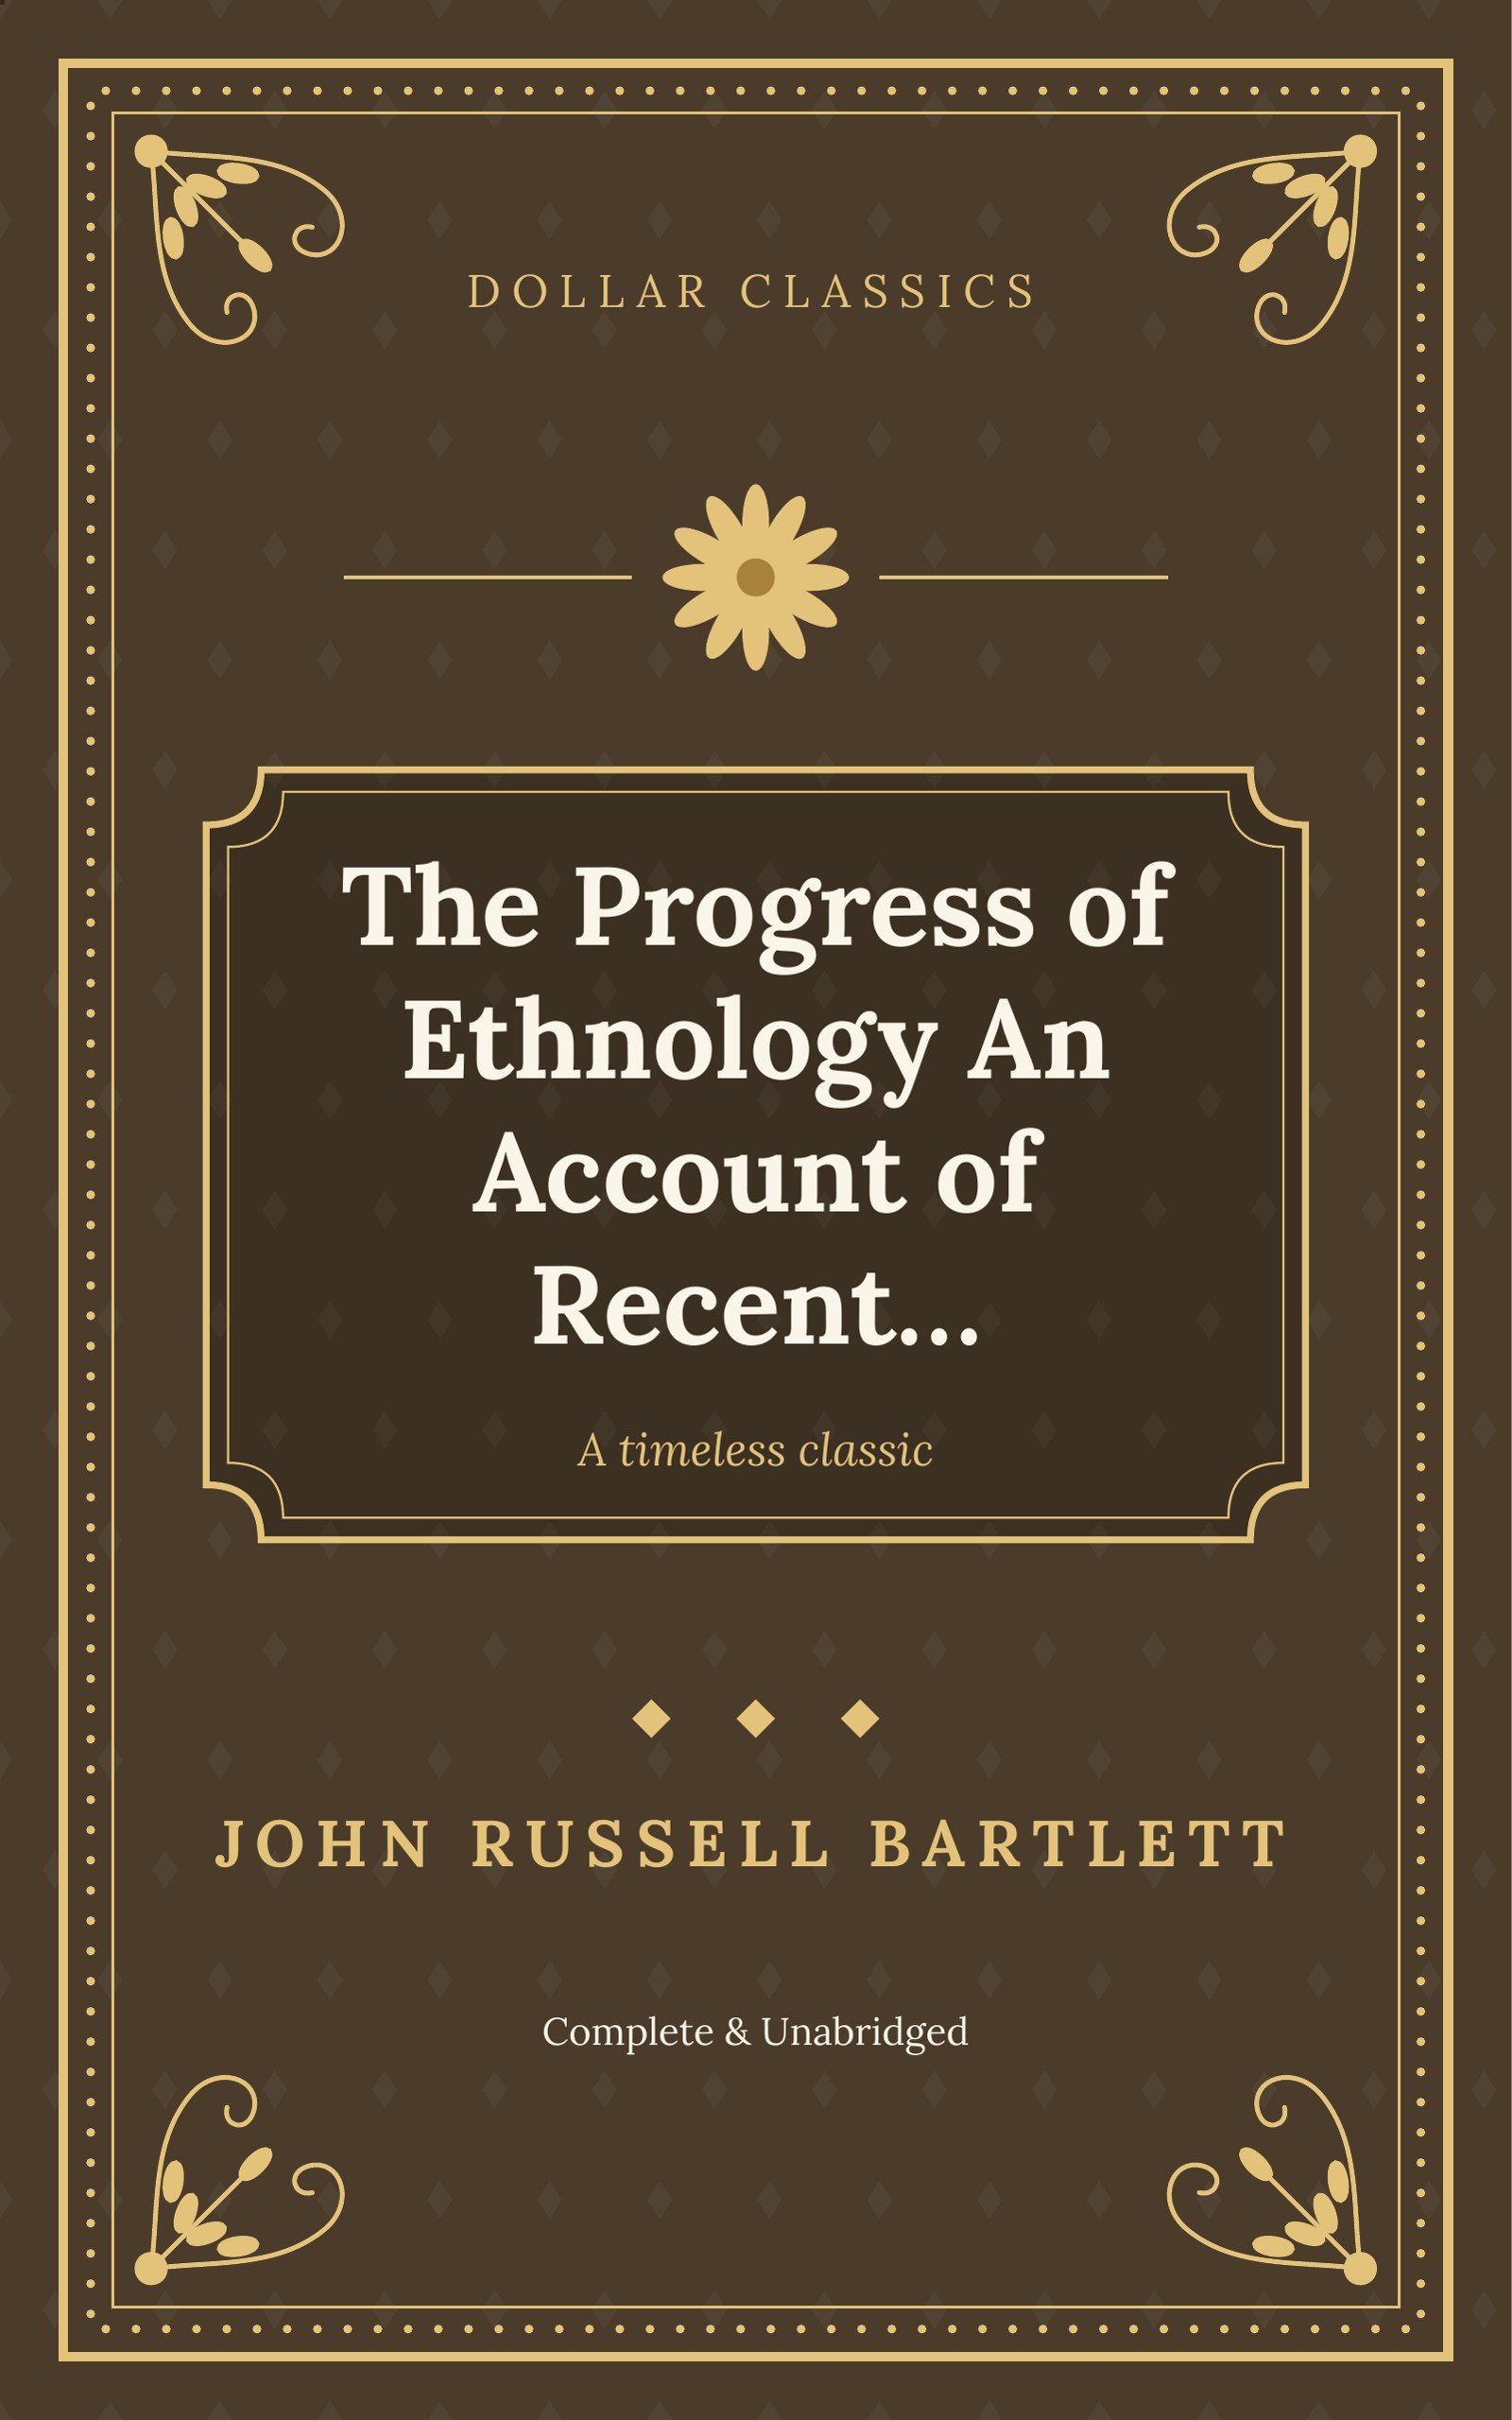 DOLLAR CLASSICS
The Progress of
Ethnology An
Account of
Recent...
A timeless classic
JOHN RUSSELL BARTLETT
Complete & Unabridged